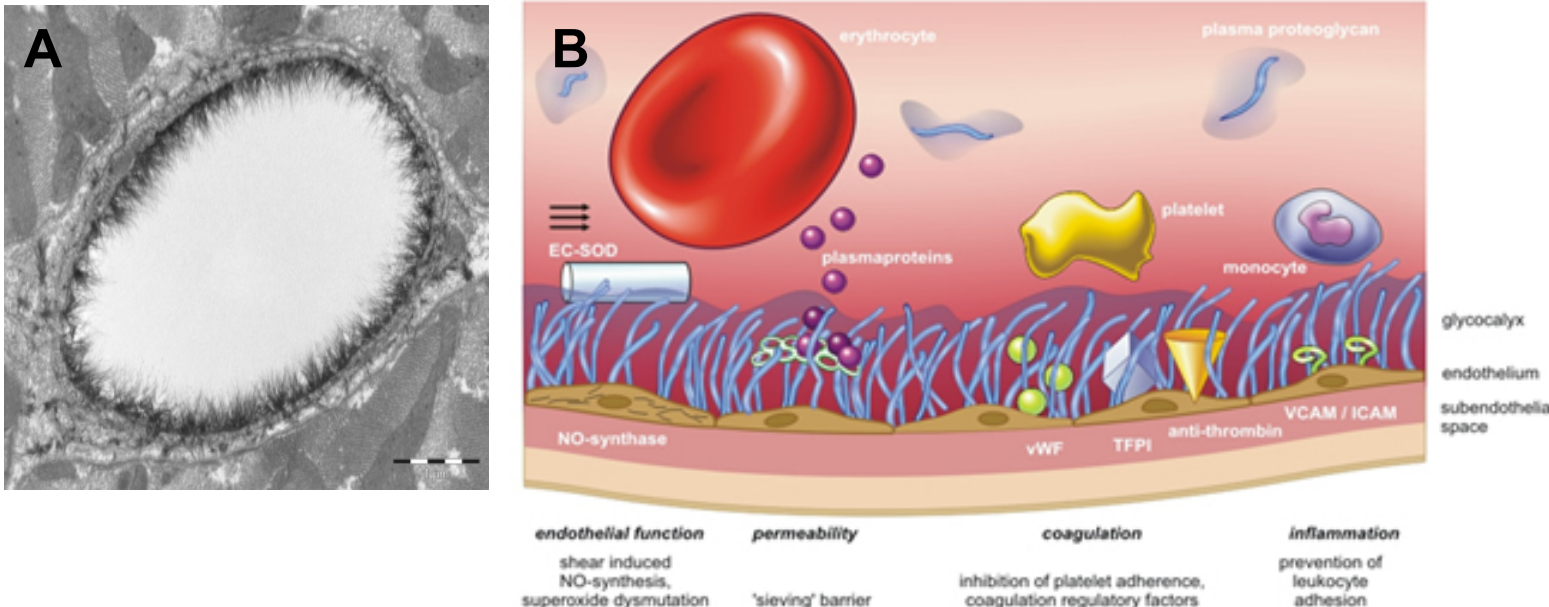 A
B
erythrocyte
plasma proteoglycan
platelet
EC-SOD
plasmaproteins
monocyte
glycocalyx
endothelium
VCAM / ICAM
subendothelia
space
anti-thrombin
NO-synthase
vWF
TFPI
endothelial function
permeability
coagulation
inflammation
shear induced
NO-synthesis,
superoxide dysmutation
'sieving' barrier
inhibition of platelet adherence,
coagulation regulatory factors
prevention of
leukocyte
adhesion